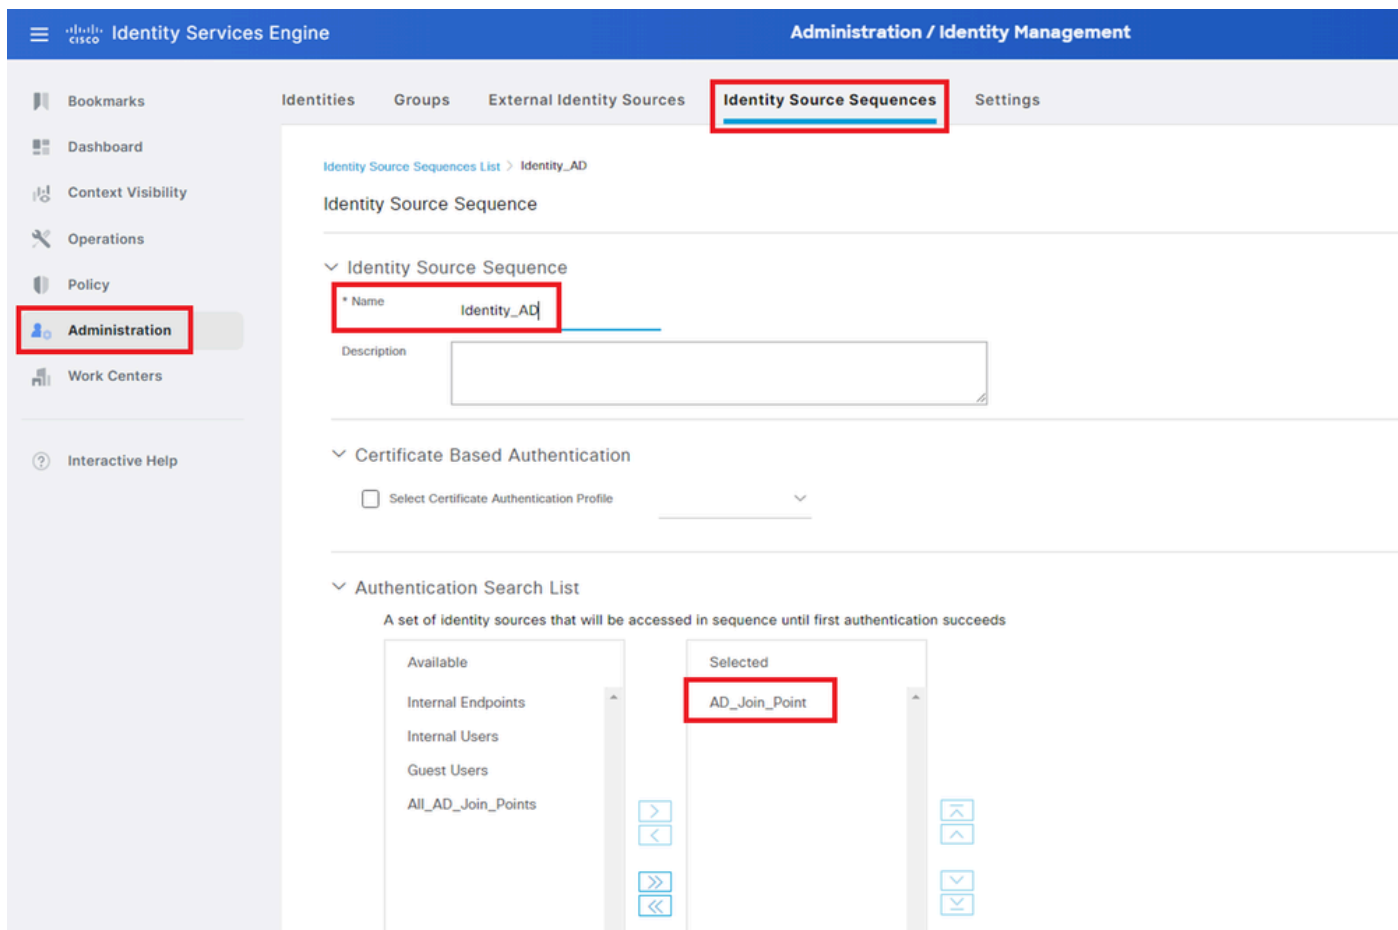 cisco Identity Services Engine
Administration / Identity Management
Bookmarks
Dashboard
Context Visibility
Operations
Policy
Administration
Work Centers
? Interactive Help
Identities Groups External Identity Sources Identity Source Sequences Settings
Identity Source Sequences List > Identity_AD
Identity Source Sequence
Identity Source Sequence
* Name Identity_AD
Description
Certificate Based Authentication
Select Certificate Authentication Profile
Authentication Search List
A set of identity sources that will be accessed in sequence until first authentication succeeds
Available
Internal Endpoints
Internal Users
Guest Users
All_AD_Join_Points
Selected
AD_Join_Point